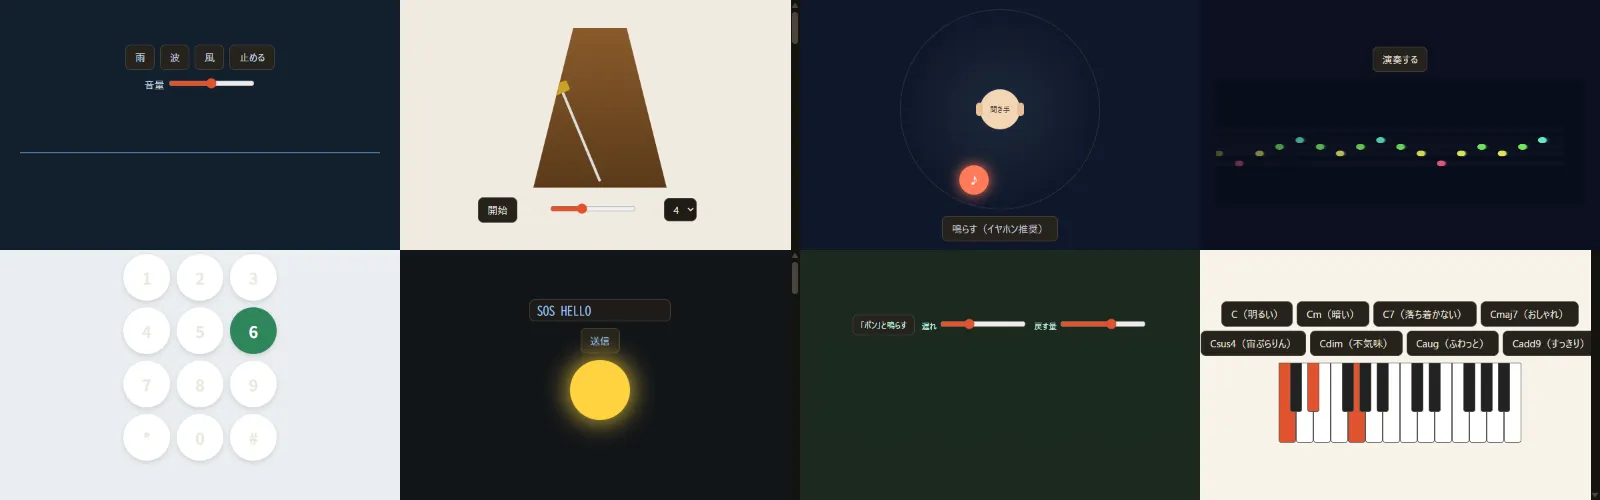 雨 波 風 止める
音量
開始 4
聞き手
♪
鳴らす（イヤホン推奨）
演奏する
1 2 3
4 5 6
7 8 9
* 0 #
SOS HELLO
送信
「ポン」と鳴らす 遅れ 戻す量
C（明るい） Cm（暗い） C7（落ち着かない） Cmaj7（おしゃれ）
Csus4（宙ぶらりん） Cdim（不気味） Caug（ふわっと） Cadd9（すっきり）